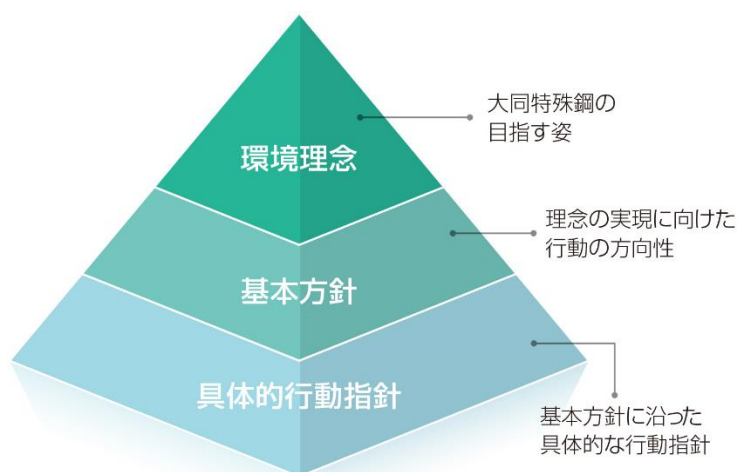 環境理念
大同特殊鋼の
目指す姿
基本方針
理念の実現に向けた
行動の方向性
具体的行動指針
基本方針に沿った
具体的な行動指針